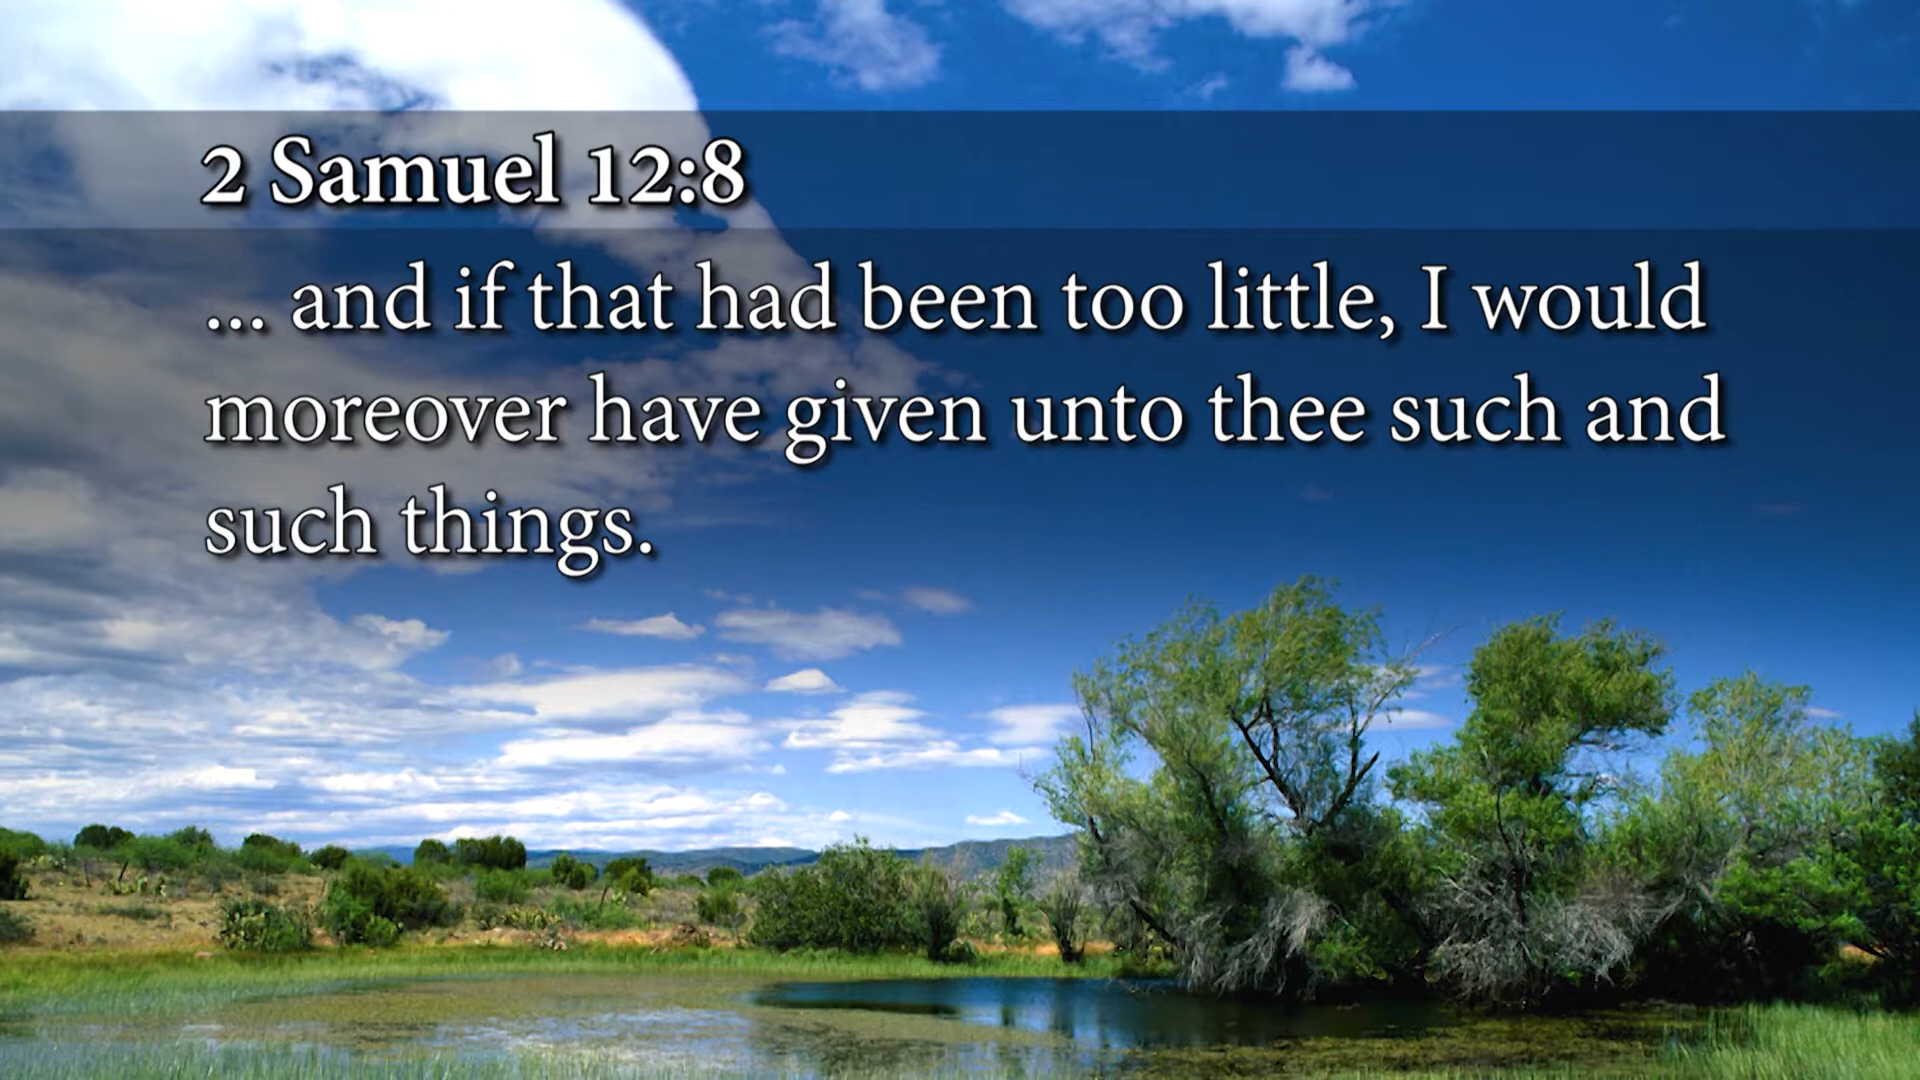 2 Samuel 12:8
... and if that had been too little, I would
moreover have given unto thee such and
such things.